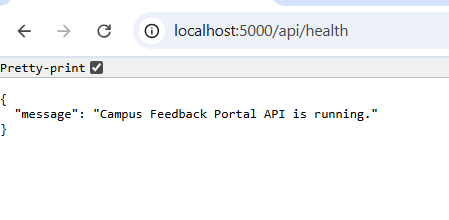 localhost:5000/api/health
Pretty-print
{
"message": "Campus Feedback Portal API is running."
}